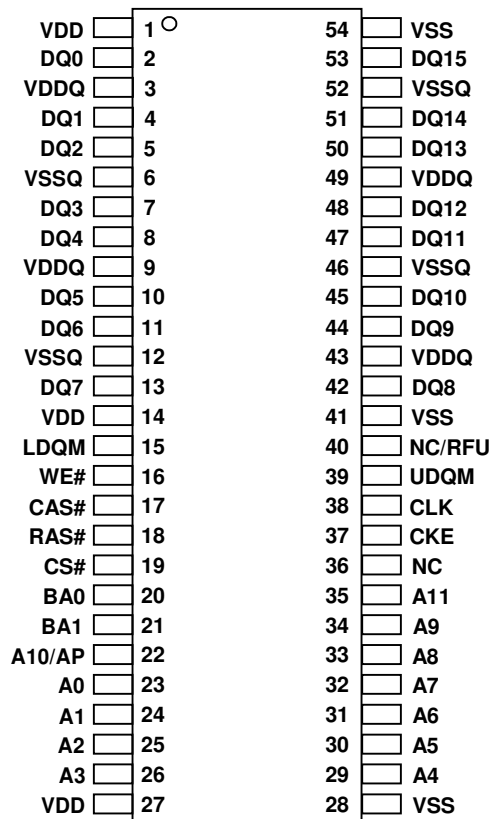 VDD 1 54 VSS
DQ0 2 53 DQ15
VDDQ 3 52 VSSQ
DQ1 4 51 DQ14
DQ2 5 50 DQ13
VSSQ 6 49 VDDQ
DQ3 7 48 DQ12
DQ4 8 47 DQ11
VDDQ 9 46 VSSQ
DQ5 10 45 DQ10
DQ6 11 44 DQ9
VSSQ 12 43 VDDQ
DQ7 13 42 DQ8
VDD 14 41 VSS
LDQM 15 40 NC/RFU
WE# 16 39 UDQM
CAS# 17 38 CLK
RAS# 18 37 CKE
CS# 19 36 NC
BA0 20 35 A11
BA1 21 34 A9
A10/AP 22 33 A8
A0 23 32 A7
A1 24 31 A6
A2 25 30 A5
A3 26 29 A4
VDD 27 28 VSS